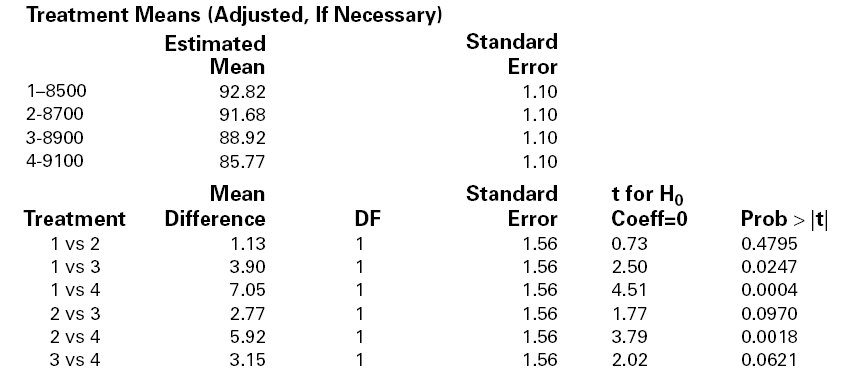 Treatment Means (Adjusted, If Necessary)
Estimated Standard
Mean Error
1–8500 92.82 1.10
2-8700 91.68 1.10
3-8900 88.92 1.10
4-9100 85.77 1.10
Mean Standard t for H₀
Treatment Difference DF Error Coeff=0 Prob > |t|
1 vs 2 1.13 1 1.56 0.73 0.4795
1 vs 3 3.90 1 1.56 2.50 0.0247
1 vs 4 7.05 1 1.56 4.51 0.0004
2 vs 3 2.77 1 1.56 1.77 0.0970
2 vs 4 5.92 1 1.56 3.79 0.0018
3 vs 4 3.15 1 1.56 2.02 0.0621